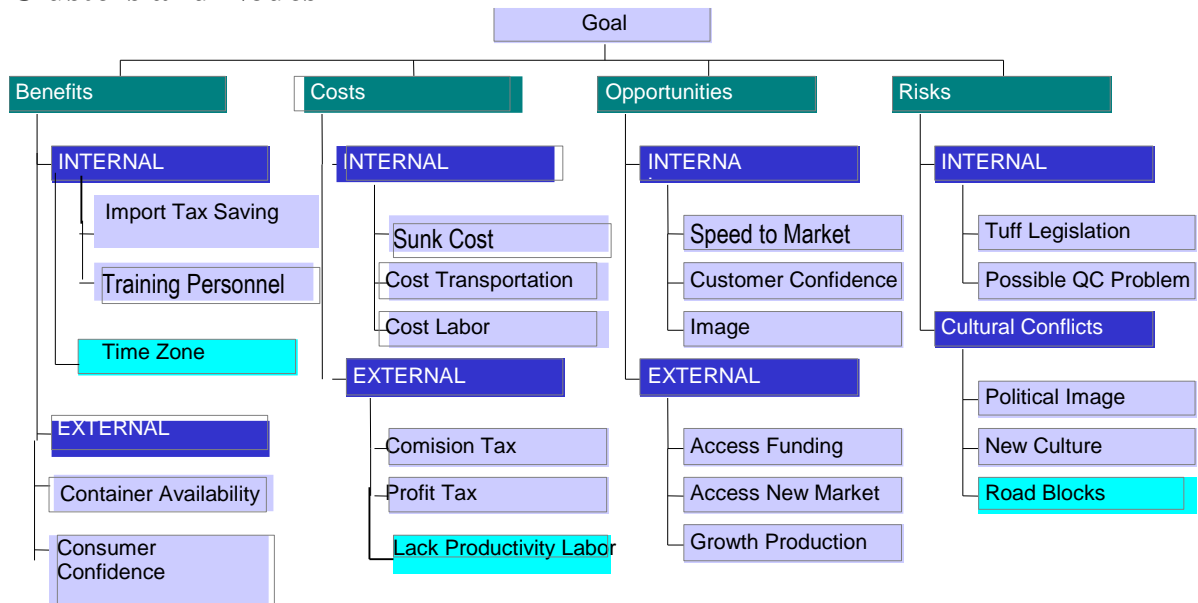 Clusters and Nodes
Goal
Benefits
INTERNAL
Import Tax Saving
Training Personnel
Time Zone
EXTERNAL
Container Availability
Consumer
Confidence
Costs
INTERNAL
Sunk Cost
Cost Transportation
Cost Labor
EXTERNAL
Comision Tax
Profit Tax
Lack Productivity Labor
Opportunities
INTERNA
Speed to Market
Customer Confidence
Image
EXTERNAL
Access Funding
Access New Market
Growth Production
Risks
INTERNAL
Tuff Legislation
Possible QC Problem
Cultural Conflicts
Political Image
New Culture
Road Blocks